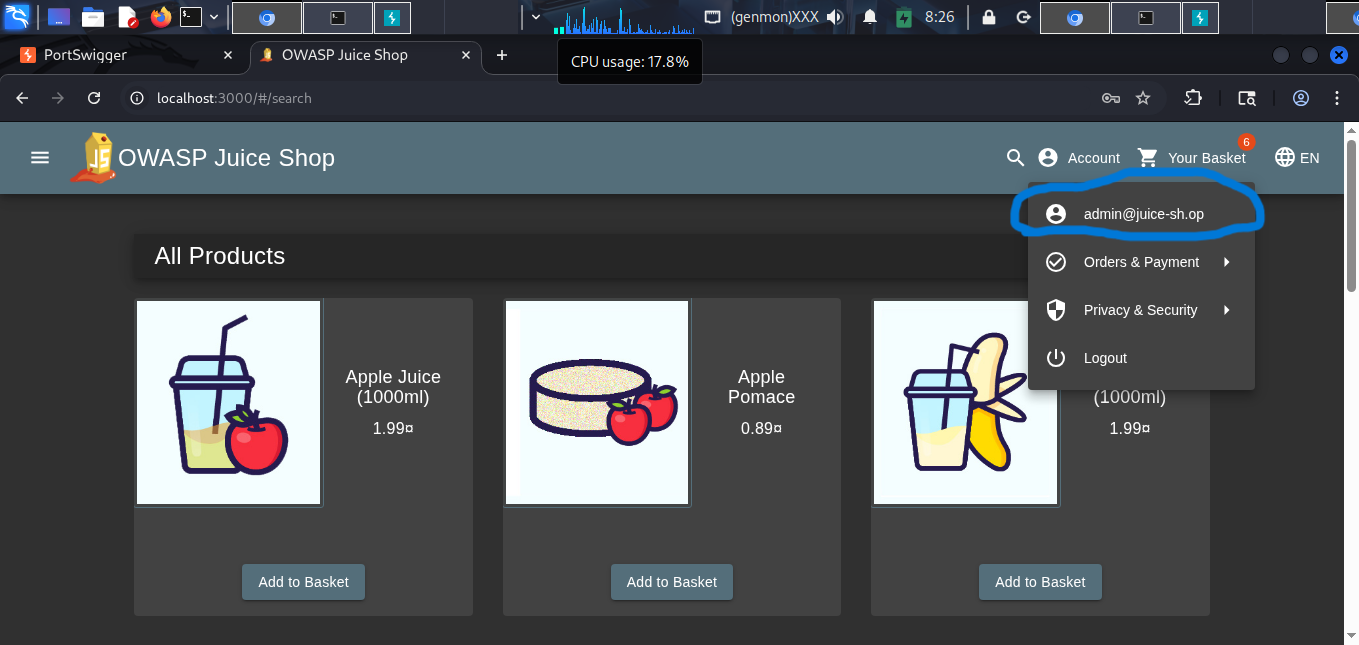 (genmon)XXX
8:26
PortSwigger
OWASP Juice Shop
CPU usage: 17.8%
localhost:3000/#/search
JS
OWASP Juice Shop
Account
Your Basket
6
EN
admin@juice-sh.op
Orders & Payment
Privacy & Security
Logout
All Products
Apple Juice
(1000ml)
1.99¤
Add to Basket
Apple
Pomace
0.89¤
Add to Basket
(1000ml)
1.99¤
Add to Basket